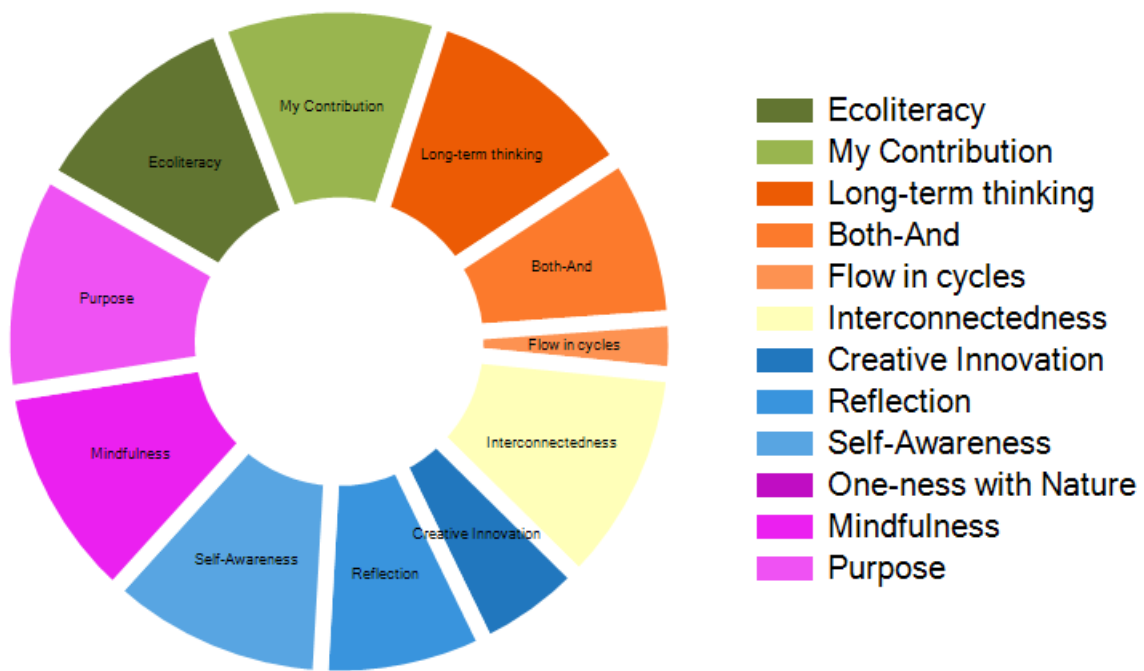 My Contribution
Long-term thinking
Ecoliteracy
Both-And
Purpose
Flow in cycles
Interconnectedness
Mindfulness
Creative Innovation
Self-Awareness
Reflection
Ecoliteracy
My Contribution
Long-term thinking
Both-And
Flow in cycles
Interconnectedness
Creative Innovation
Reflection
Self-Awareness
One-ness with Nature
Mindfulness
Purpose